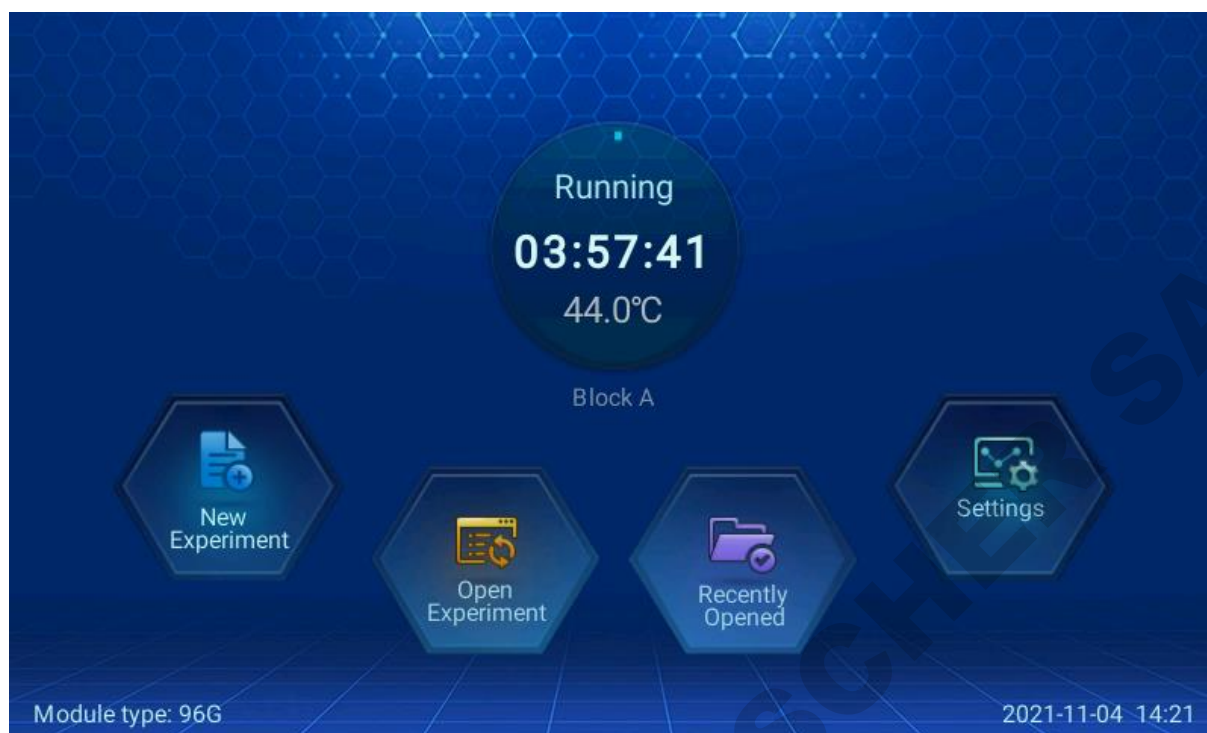 Running
03:57:41
44.0℃
Block A
New
Experiment
Open
Experiment
Recently
Opened
Settings
Module type: 96G
2021-11-04 14:21